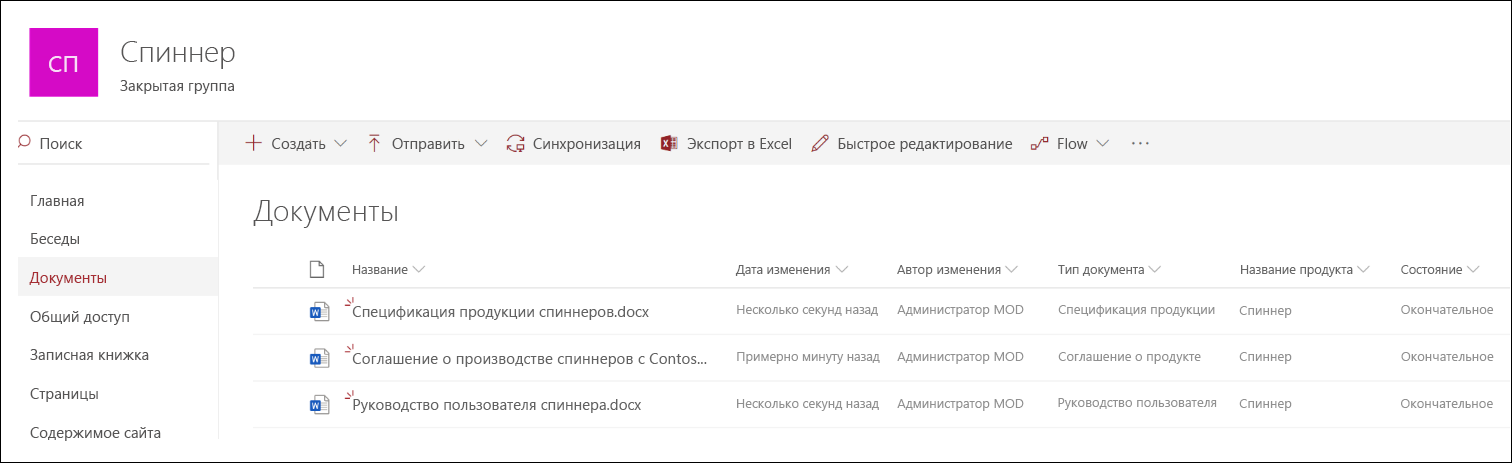 СП
Спиннер
Закрытая группа
Поиск
Создать Отправить Синхронизация Экспорт в Excel Быстрое редактирование Flow ...
Главная
Беседы
Документы
Общий доступ
Записная книжка
Страницы
Содержимое сайта
Документы
Название Дата изменения Автор изменения Тип документа Название продукта Состояние
Спецификация продукции спиннеров.docx Несколько секунд назад Администратор MOD Спецификация продукции Спиннер Окончательное
Соглашение о производстве спиннеров с Contos... Примерно минуту назад Администратор MOD Соглашение о продукте Спиннер Окончательное
Руководство пользователя спиннера.docx Несколько секунд назад Администратор MOD Руководство пользователя Спиннер Окончательное